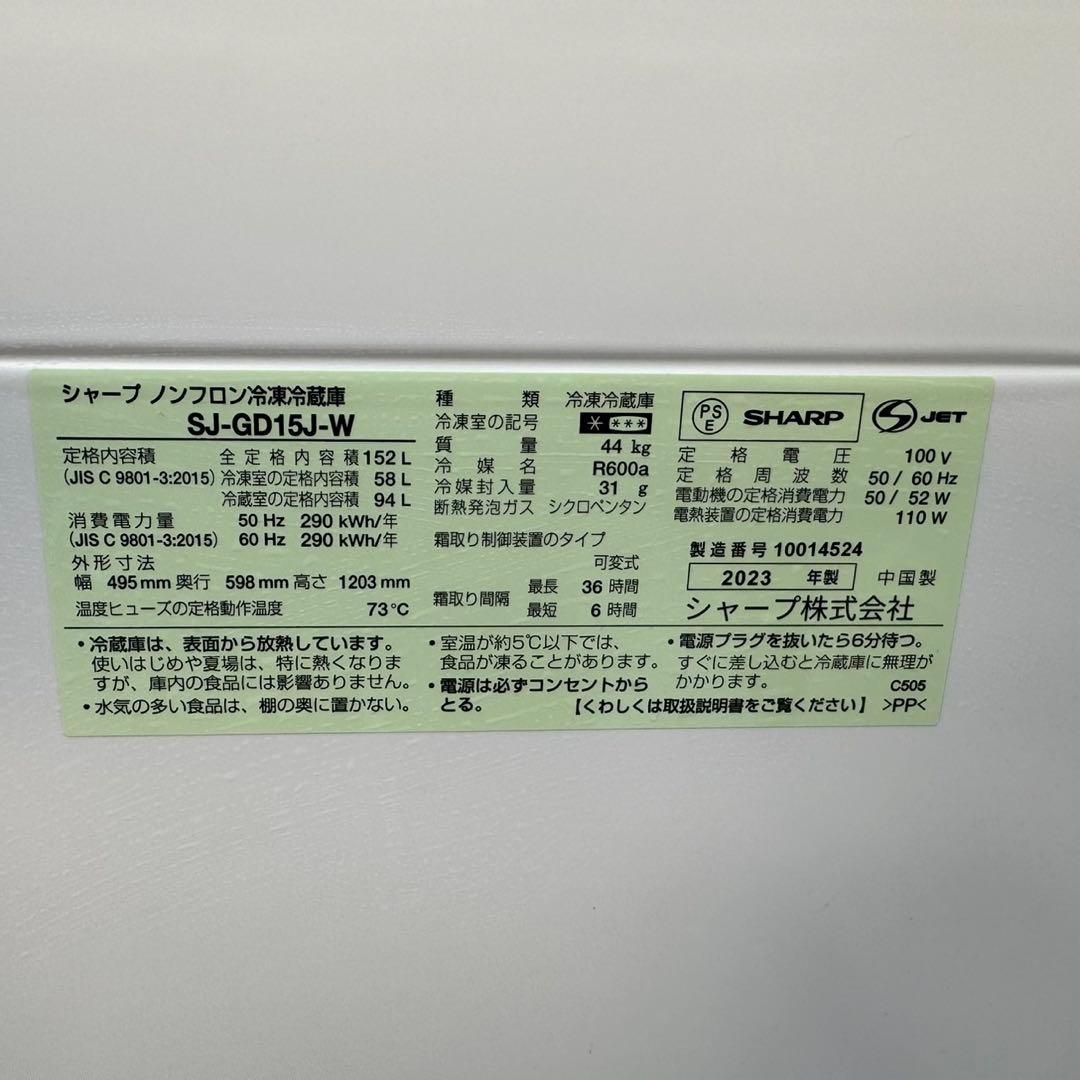 シャープ ノンフロン冷凍冷蔵庫
SJ-GD15J-W
定格内容積 全定格内容積 152 L
(JIS C 9801-3:2015) 冷凍室の定格内容積 58 L
冷蔵室の定格内容積 94 L
消費電力量 50 Hz 290 kWh/年
(JIS C 9801-3:2015) 60 Hz 290 kWh/年
外形寸法
幅 495 mm 奥行 598 mm 高さ 1203 mm
温度ヒューズの定格動作温度 73℃
種類 冷凍冷蔵庫
冷凍室の記号 * ***
質量 44 kg
冷媒名 R600a
冷媒封入量 31 g
断熱発泡ガス シクロペンタン
霜取り制御装置のタイプ
可変式
霜取り間隔 最長 36 時間
最短 6 時間
PSE SHARP S JET
定格電圧 100 V
定格周波数 50 / 60 Hz
電動機の定格消費電力 50 / 52 W
電熱装置の定格消費電力 110 W
製造番号 10014524
2023 年製 中国製
シャープ株式会社
・冷蔵庫は、表面から放熱しています。
使いはじめや夏場は、特に熱くなりま
すが、庫内の食品には影響ありません。
・水気の多い食品は、棚の奥に置かない。
・室温が約5℃以下では、
食品が凍ることがあります。
・電源は必ずコンセントから
とる。
・電源プラグを抜いたら6分待つ。
すぐに差し込むと冷蔵庫に無理が
かかります。 C505
【くわしくは取扱説明書をご覧ください】 >PP<